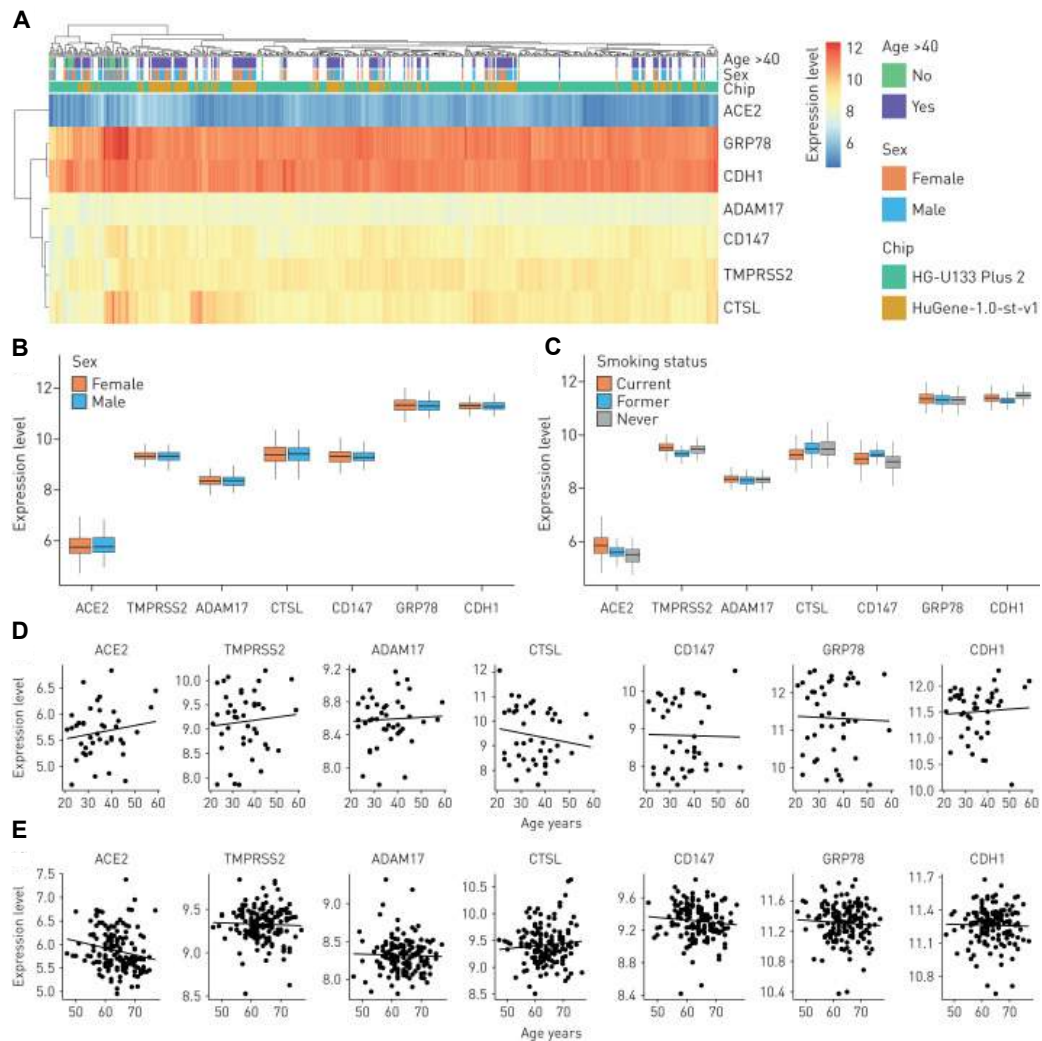 A
Age >40
Sex
Chip
ACE2
GRP78
CDH1
ADAM17
CD147
TMPRSS2
CTSL
Expression level
12
10
8
6
Age >40
No
Yes
Sex
Female
Male
Chip
HG-U133 Plus 2
HuGene-1.0-st-v1
B
Sex
Female
Male
Expression level
12
10
8
6
ACE2 TMPRSS2 ADAM17 CTSL CD147 GRP78 CDH1
C
Smoking status
Current
Former
Never
Expression level
12
10
8
6
ACE2 TMPRSS2 ADAM17 CTSL CD147 GRP78 CDH1
D
Expression level
ACE2
6.5
6.0
5.5
5.0
20 30 40 50 60
TMPRSS2
10.0
9.5
9.0
8.5
8.0
20 30 40 50 60
ADAM17
9.2
8.8
8.4
8.0
20 30 40 50 60
CTSL
12
11
10
9
8
20 30 40 50 60
CD147
10
9
8
20 30 40 50 60
GRP78
12
11
10
20 30 40 50 60
CDH1
12.5
12.0
11.5
11.0
10.5
10.0
20 30 40 50 60
Age years
E
Expression level
ACE2
7.5
7.0
6.5
6.0
5.5
5.0
50 60 70
TMPRSS2
9.5
9.0
8.5
50 60 70
ADAM17
9.2
8.8
8.4
8.0
50 60 70
CTSL
10.5
10.0
9.5
9.0
8.5
50 60 70
CD147
9.6
9.2
8.8
8.4
50 60 70
GRP78
11.6
11.2
10.8
10.4
50 60 70
CDH1
11.7
11.4
11.1
10.8
50 60 70
Age years